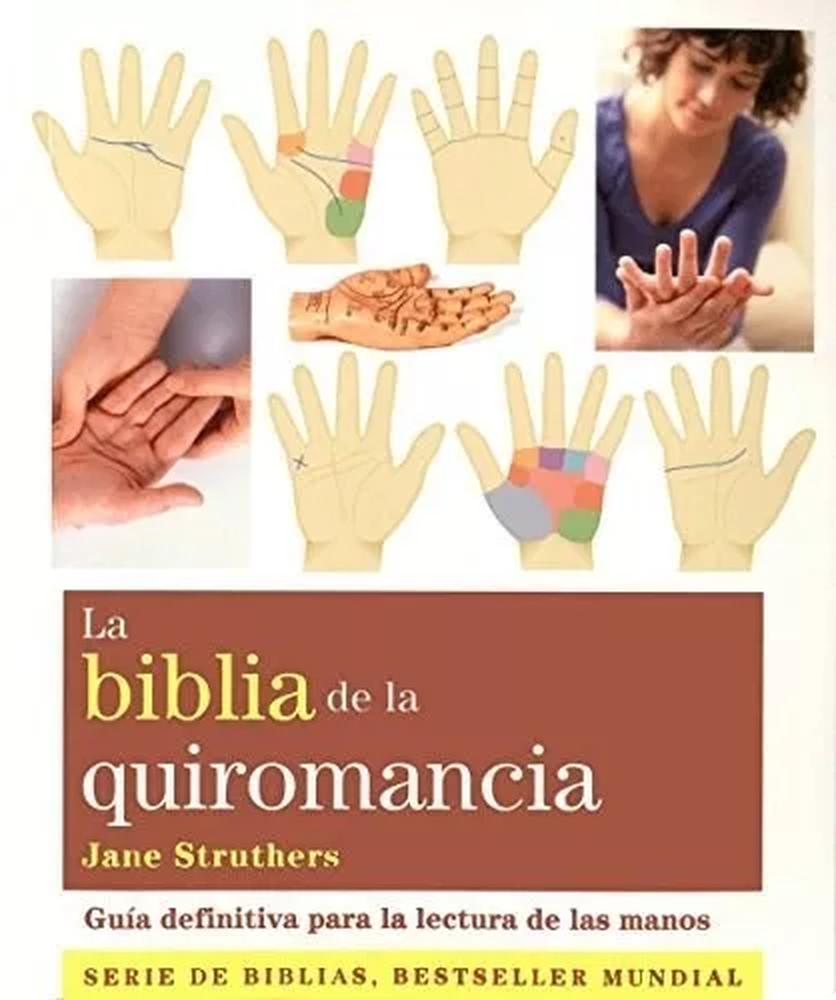 La
biblia de la
quiromancia
Jane Struthers
Guía definitiva para la lectura de las manos
SERIE DE BIBLIAS, BESTSELLER MUNDIAL